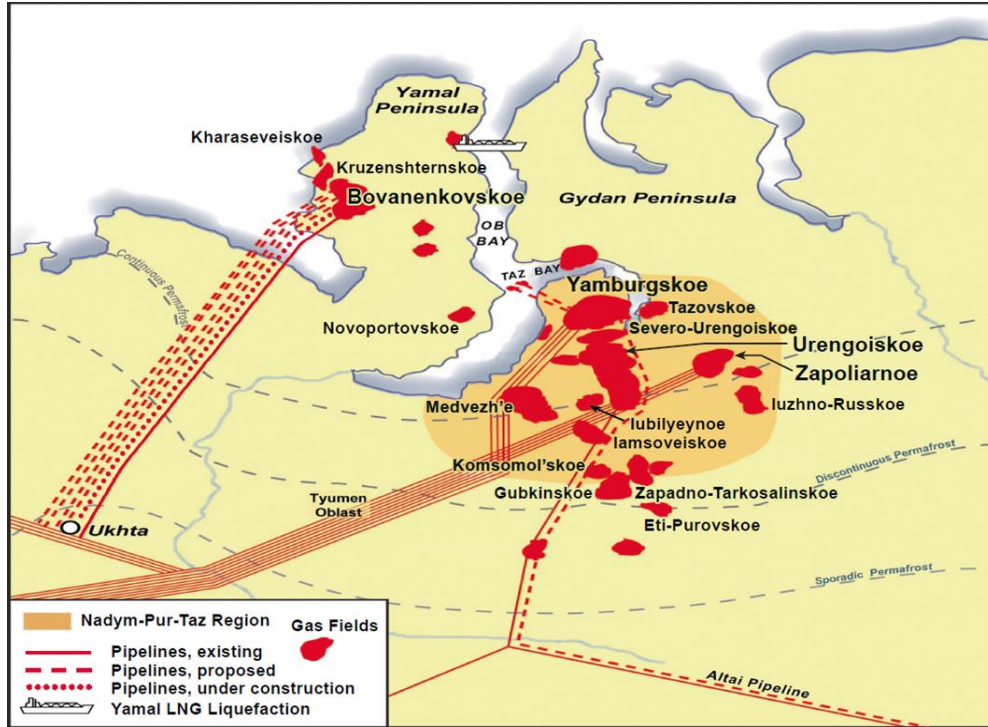 Yamal
Peninsula
Kharaseveiskoe
Kruzenshternskoe
Bovanenkovskoe
Gydan Peninsula
OB
BAY
TAZ BAY
Continuous Permafrost
Yamburgskoe
Tazovskoe
Novoportovskoe
Severo-Urengoiskoe
Urengoiskoe
Zapoliarnoe
Medvezh'e
Iuzhno-Russkoe
Iubilyeynoe
Iamsoveiskoe
Komsomol'skoe
Discontinuous Permafrost
Gubkinskoe
Zapadno-Tarkosalinskoe
Tyumen
Oblast
Eti-Purovskoe
Ukhta
Sporadic Permafrost
Nadym-Pur-Taz Region
Gas Fields
Pipelines, existing
Pipelines, proposed
Pipelines, under construction
Yamal LNG Liquefaction
Altai Pipeline